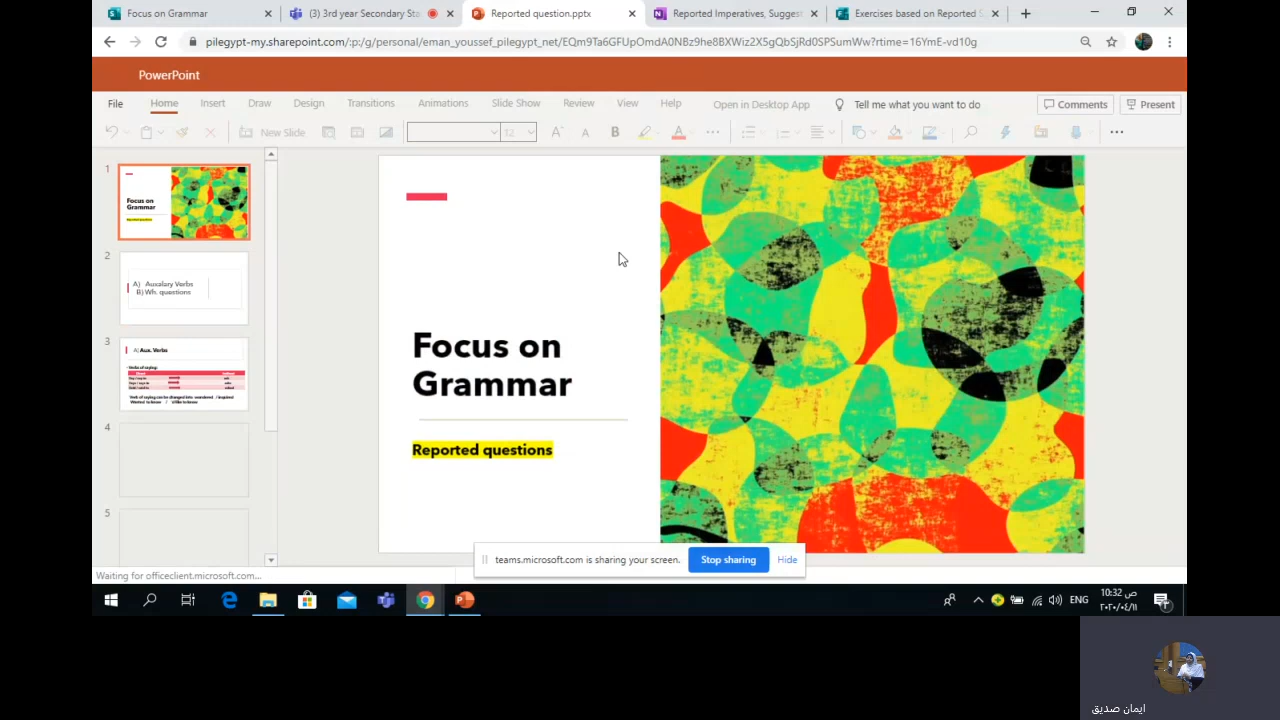 Focus on Grammar
(3) 3rd year Secondary Sta
Reported question.pptx
Reported Imperatives, Suggest
Exercises based on Reported S
pilegypt-my.sharepoint.com/:p:/g/personal/eman_youssef_pilegypt_net/EQm9Ta6GFUpOmdA0NBz9he8BXWiz2X5gQbSjRd0SPSumWw?rtime=16YmE-vd10g
PowerPoint
File Home Insert Draw Design Transitions Animations Slide Show Review View Help Open in Desktop App Tell me what you want to do Comments Present
New Slide 12
1
Focus on
Grammar
Reported questions
2
A) Auxalary Verbs
B) Wh. questions
3
A) Aux. Verbs
4
5
Focus on
Grammar
Reported questions
teams.microsoft.com is sharing your screen. Stop sharing Hide
Waiting for officeclient.microsoft.com...
ENG
10:32 ص
٢٠٢٠/٠٤/١١
ايمان صديق